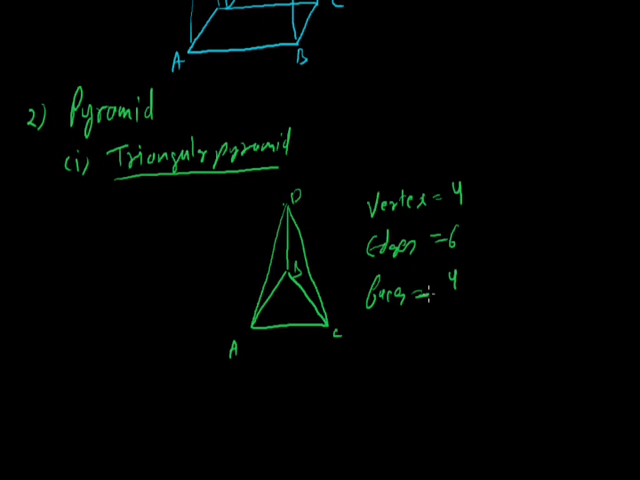 A
B
2) Pyramid
(i) Triangular pyramid
D
Vertex = 4
Edges = 6
B
faces = 4
A
C